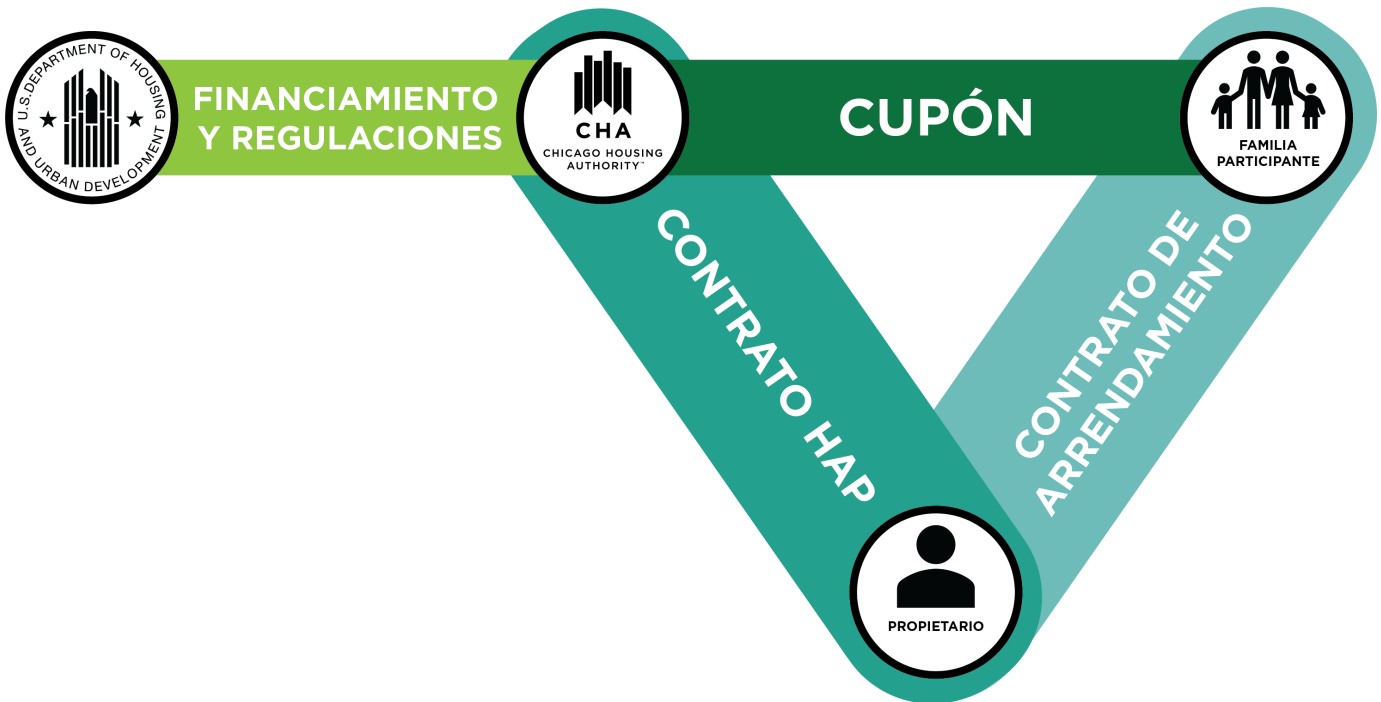 U.S. DEPARTMENT OF HOUSING
AND URBAN DEVELOPMENT
FINANCIAMIENTO
Y REGULACIONES
CHA
CHICAGO HOUSING
AUTHORITY™
CUPÓN
FAMILIA
PARTICIPANTE
CONTRATO HAP
CONTRATO DE
ARRENDAMIENTO
PROPIETARIO